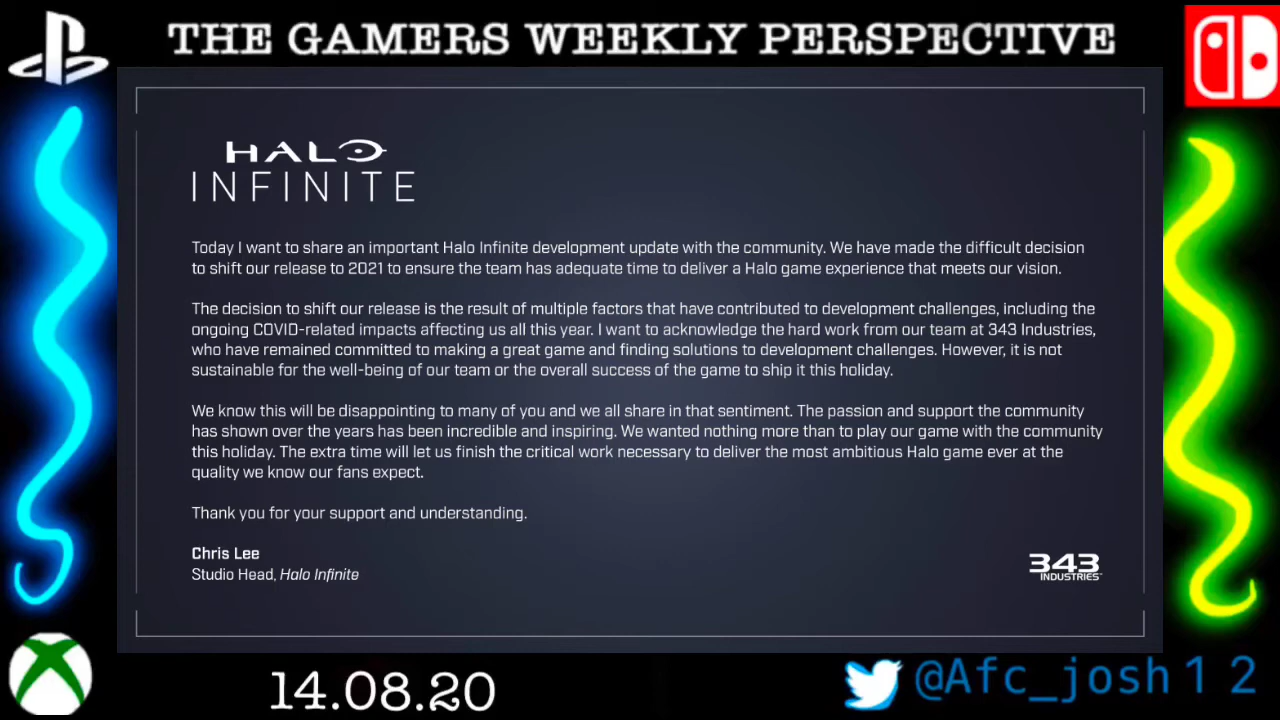 THE GAMERS WEEKLY PERSPECTIVE
HALO
INFINITE
Today I want to share an important Halo Infinite development update with the community. We have made the difficult decision
to shift our release to 2021 to ensure the team has adequate time to deliver a Halo game experience that meets our vision.
The decision to shift our release is the result of multiple factors that have contributed to development challenges, including the
ongoing COVID-related impacts affecting us all this year. I want to acknowledge the hard work from our team at 343 Industries,
who have remained committed to making a great game and finding solutions to development challenges. However, it is not
sustainable for the well-being of our team or the overall success of the game to ship it this holiday.
We know this will be disappointing to many of you and we all share in that sentiment. The passion and support the community
has shown over the years has been incredible and inspiring. We wanted nothing more than to play our game with the community
this holiday. The extra time will let us finish the critical work necessary to deliver the most ambitious Halo game ever at the
quality we know our fans expect.
Thank you for your support and understanding.
Chris Lee
Studio Head, Halo Infinite
343
INDUSTRIES™
14.08.20
@Afc_josh12